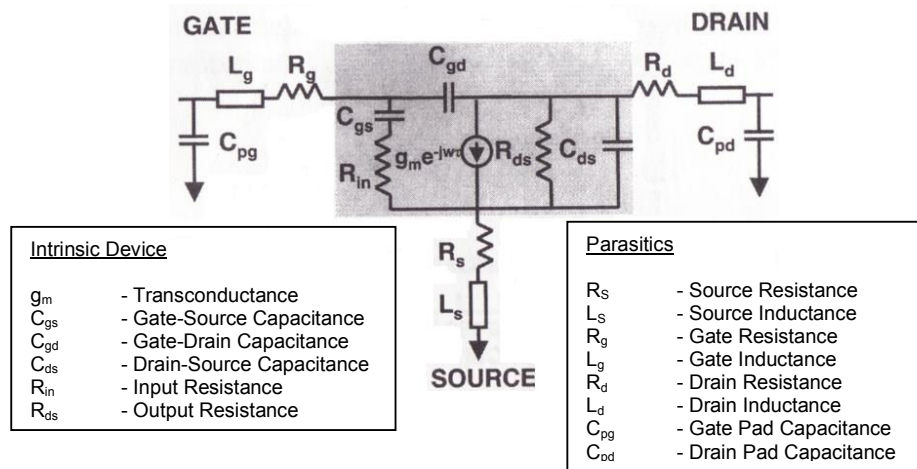 GATE
DRAIN
Lg
Rg
Cgd
Rd
Ld
Cpg
Cgs
Rin
gme-jwτ
Rds
Cds
Cpd
Rs
Ls
SOURCE
Intrinsic Device
gm - Transconductance
Cgs - Gate-Source Capacitance
Cgd - Gate-Drain Capacitance
Cds - Drain-Source Capacitance
Rin - Input Resistance
Rds - Output Resistance
Parasitics
RS - Source Resistance
LS - Source Inductance
Rg - Gate Resistance
Lg - Gate Inductance
Rd - Drain Resistance
Ld - Drain Inductance
Cpg - Gate Pad Capacitance
Cpd - Drain Pad Capacitance